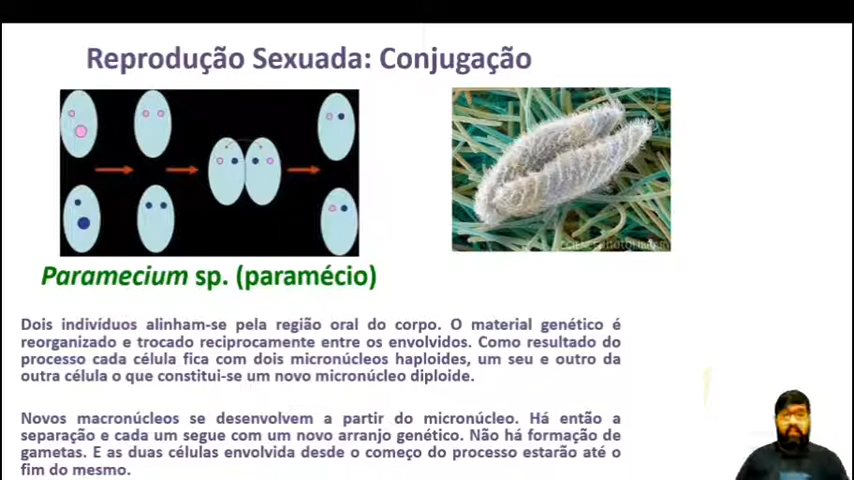 Reprodução Sexuada: Conjugação
Paramecium sp. (paramécio)
Dois indivíduos alinham-se pela região oral do corpo. O material genético é
reorganizado e trocado reciprocamente entre os envolvidos. Como resultado do
processo cada célula fica com dois micronúcleos haploides, um seu e outro da
outra célula o que constitui-se um novo micronúcleo diploide.
Novos macronúcleos se desenvolvem a partir do micronúcleo. Há então a
separação e cada um segue com um novo arranjo genético. Não há formação de
gametas. E as duas células envolvida desde o começo do processo estarão até o
fim do mesmo.